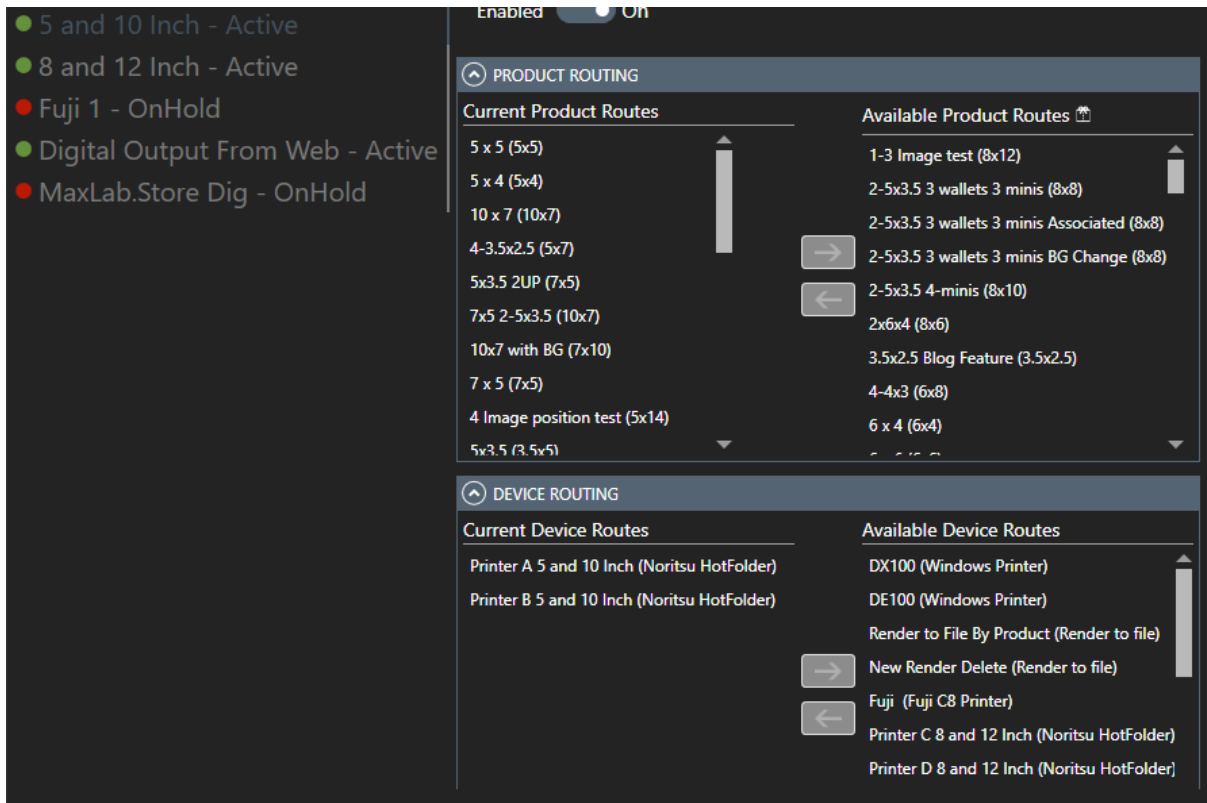 5 and 10 Inch - Active
8 and 12 Inch - Active
Fuji 1 - OnHold
Digital Output From Web - Active
MaxLab.Store Dig - OnHold
Enabled On
PRODUCT ROUTING
Current Product Routes
5 x 5 (5x5)
5 x 4 (5x4)
10 x 7 (10x7)
4-3.5x2.5 (5x7)
5x3.5 2UP (7x5)
7x5 2-5x3.5 (10x7)
10x7 with BG (7x10)
7 x 5 (7x5)
4 Image position test (5x14)
5x3.5 (3.5x5)
Available Product Routes
1-3 Image test (8x12)
2-5x3.5 3 wallets 3 minis (8x8)
2-5x3.5 3 wallets 3 minis Associated (8x8)
2-5x3.5 3 wallets 3 minis BG Change (8x8)
2-5x3.5 4-minis (8x10)
2x6x4 (8x6)
3.5x2.5 Blog Feature (3.5x2.5)
4-4x3 (6x8)
6 x 4 (6x4)
DEVICE ROUTING
Current Device Routes
Printer A 5 and 10 Inch (Noritsu HotFolder)
Printer B 5 and 10 Inch (Noritsu HotFolder)
Available Device Routes
DX100 (Windows Printer)
DE100 (Windows Printer)
Render to File By Product (Render to file)
New Render Delete (Render to file)
Fuji (Fuji C8 Printer)
Printer C 8 and 12 Inch (Noritsu HotFolder)
Printer D 8 and 12 Inch (Noritsu HotFolder)